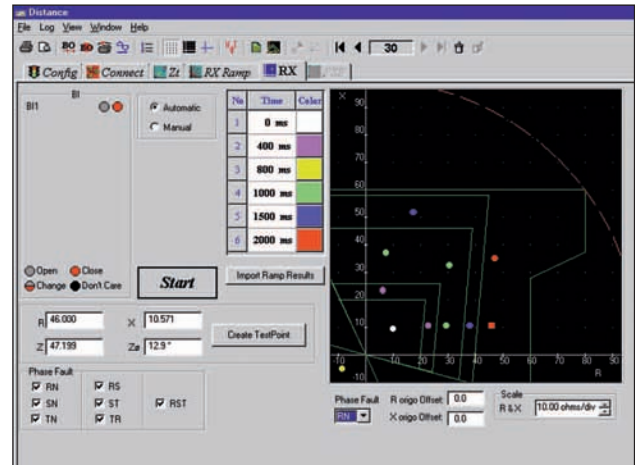 Distance
File Log View Window Help
30
Config Connect Zt RX Ramp RX
BI
BI1
Automatic
Manual
No Time Color
1 0 ms
2 400 ms
3 800 ms
4 1000 ms
5 1500 ms
6 2000 ms
Open Close
Change Don't Care
Start
Import Ramp Results
R 46.000 X 10.571
Z 47.199 Zø 12.9°
Create TestPoint
Phase Fault
RN RS
SN ST RST
TN TR
X
90
80
70
60
50
40
30
20
10
-10
-10 10 20 30 40 50 60 70 80 90
R
Phase Fault R origo Offset 0.0
RN X origo Offset 0.0
Scale
R & X 10.00 ohms/div